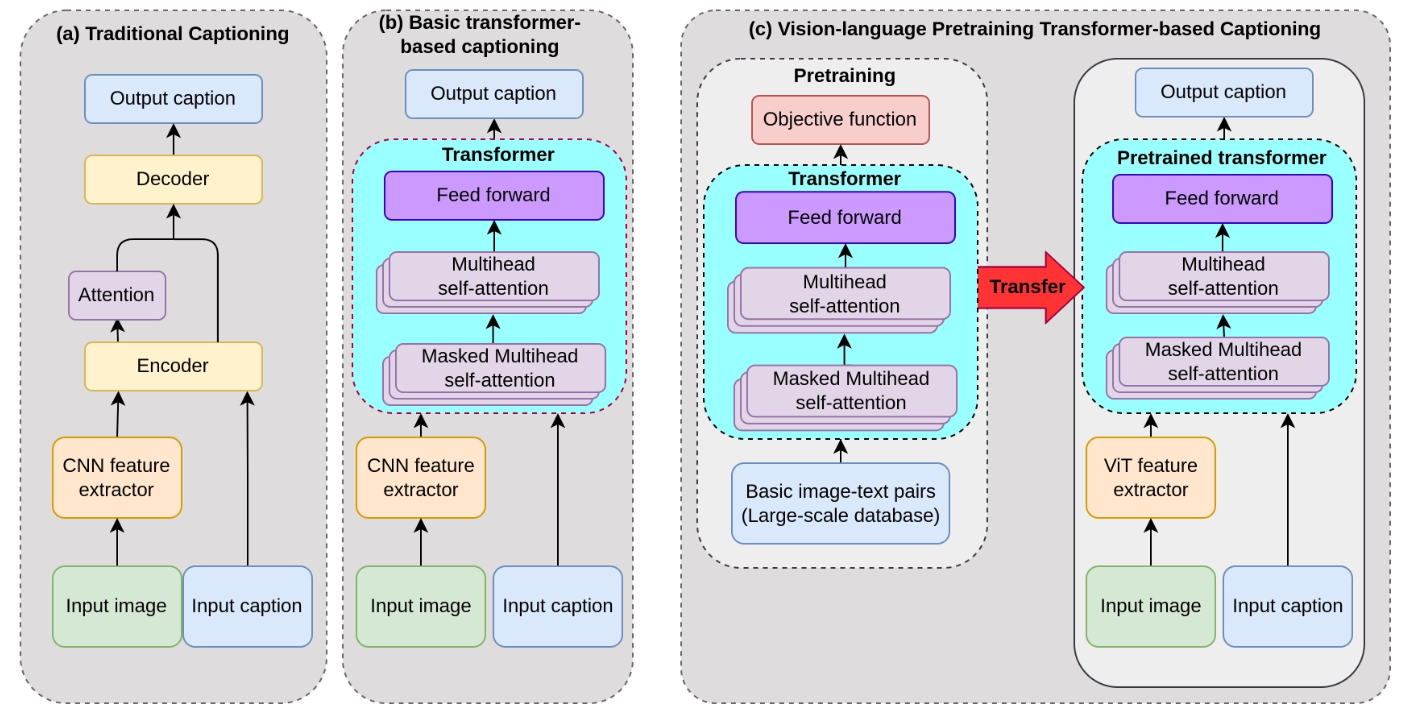 (a) Traditional Captioning
Output caption
Decoder
Attention
Encoder
CNN feature
extractor
Input image
Input caption
(b) Basic transformer-
based captioning
Output caption
Transformer
Feed forward
Multihead
self-attention
Masked Multihead
self-attention
CNN feature
extractor
Input image
Input caption
(c) Vision-language Pretraining Transformer-based Captioning
Pretraining
Objective function
Transformer
Feed forward
Multihead
self-attention
Masked Multihead
self-attention
Basic image-text pairs
(Large-scale database)
Transfer
Output caption
Pretrained transformer
Feed forward
Multihead
self-attention
Masked Multihead
self-attention
ViT feature
extractor
Input image
Input caption